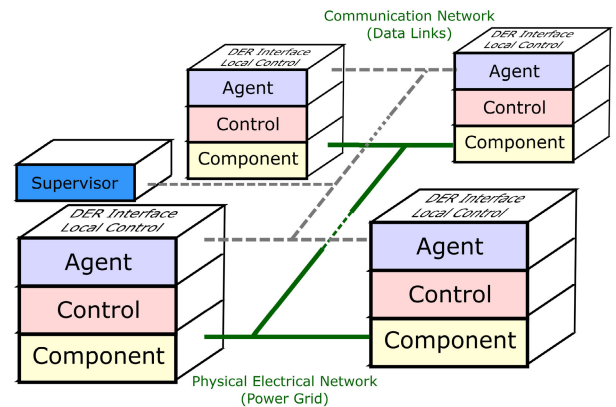 Communication Network
(Data Links)
DER Interface
Local Control
Agent
Control
Component
DER Interface
Local Control
Agent
Control
Component
Supervisor
DER Interface
Local Control
Agent
Control
Component
DER Interface
Local Control
Agent
Control
Component
Physical Electrical Network
(Power Grid)